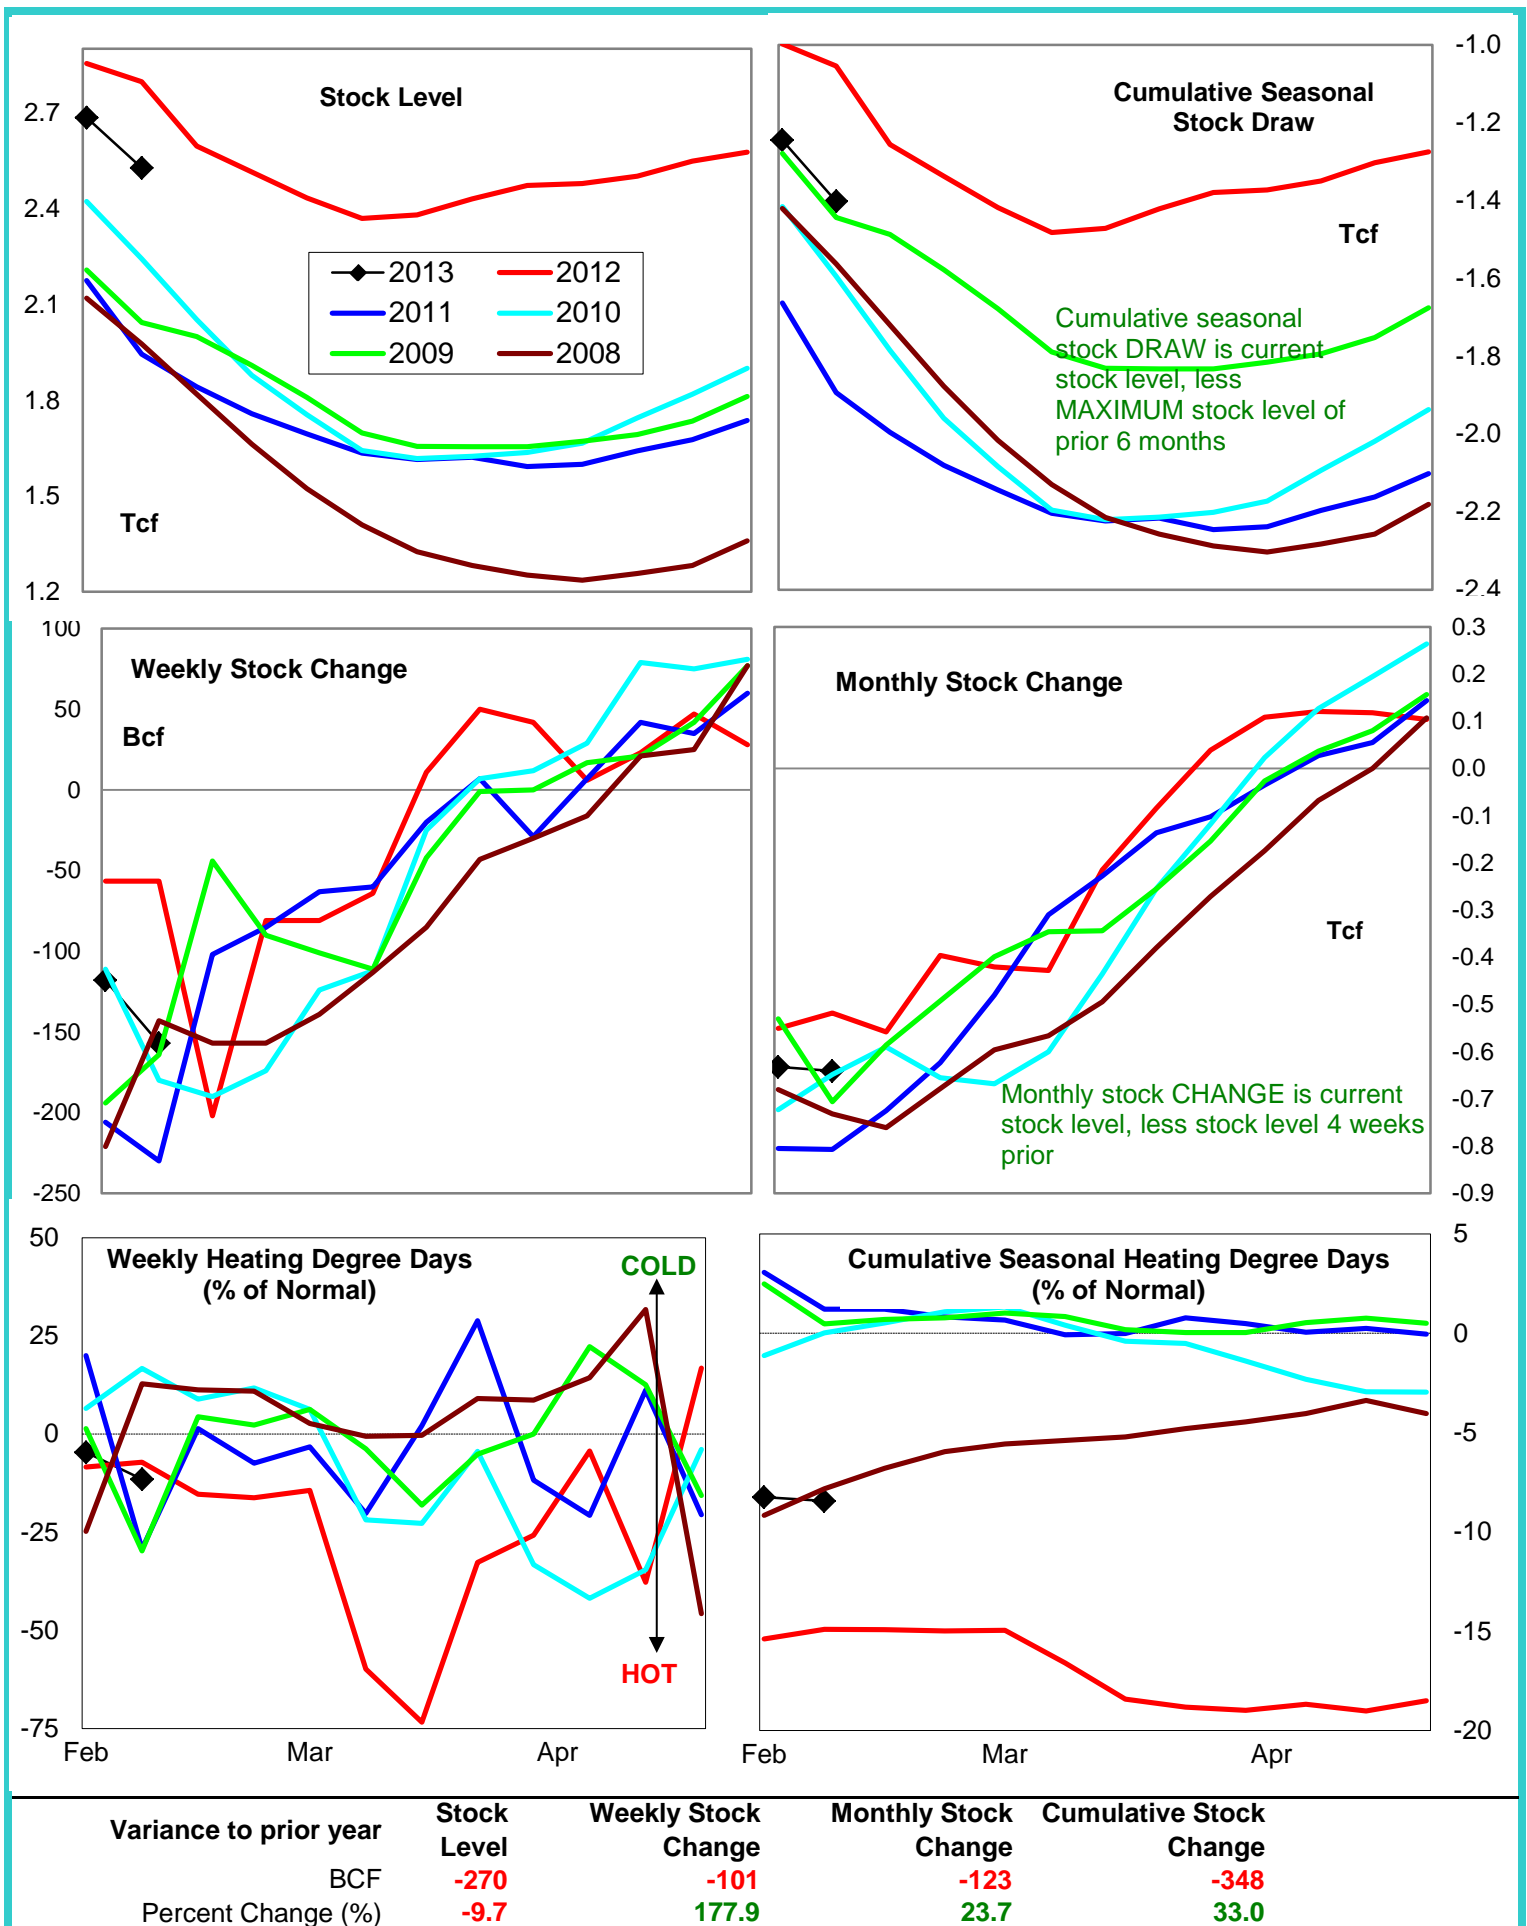 Stock Level
2.7
2.4
2.1
1.8
1.5
1.2
Tcf
2013 2012
2011 2010
2009 2008
Cumulative Seasonal
Stock Draw
Tcf
Cumulative seasonal
stock DRAW is current
stock level, less
MAXIMUM stock level of
prior 6 months
-1.0
-1.2
-1.4
-1.6
-1.8
-2.0
-2.2
-2.4
Weekly Stock Change
Bcf
100
50
0
-50
-100
-150
-200
-250
Monthly Stock Change
Tcf
Monthly stock CHANGE is current
stock level, less stock level 4 weeks
prior
0.3
0.2
0.1
0.0
-0.1
-0.2
-0.3
-0.4
-0.5
-0.6
-0.7
-0.8
-0.9
Weekly Heating Degree Days
(% of Normal)
COLD
HOT
50
25
0
-25
-50
-75
Feb Mar Apr
Cumulative Seasonal Heating Degree Days
(% of Normal)
5
0
-5
-10
-15
-20
Feb Mar Apr
Variance to prior year
Stock
Level
Weekly Stock
Change
Monthly Stock
Change
Cumulative Stock
Change
BCF -270 -101 -123 -348
Percent Change (%) -9.7 177.9 23.7 33.0